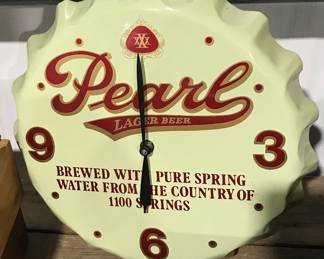 XXX
Pearl
LAGER BEER
9
3
BREWED WITH PURE SPRING
WATER FROM THE COUNTRY OF
1100 SPRINGS
6